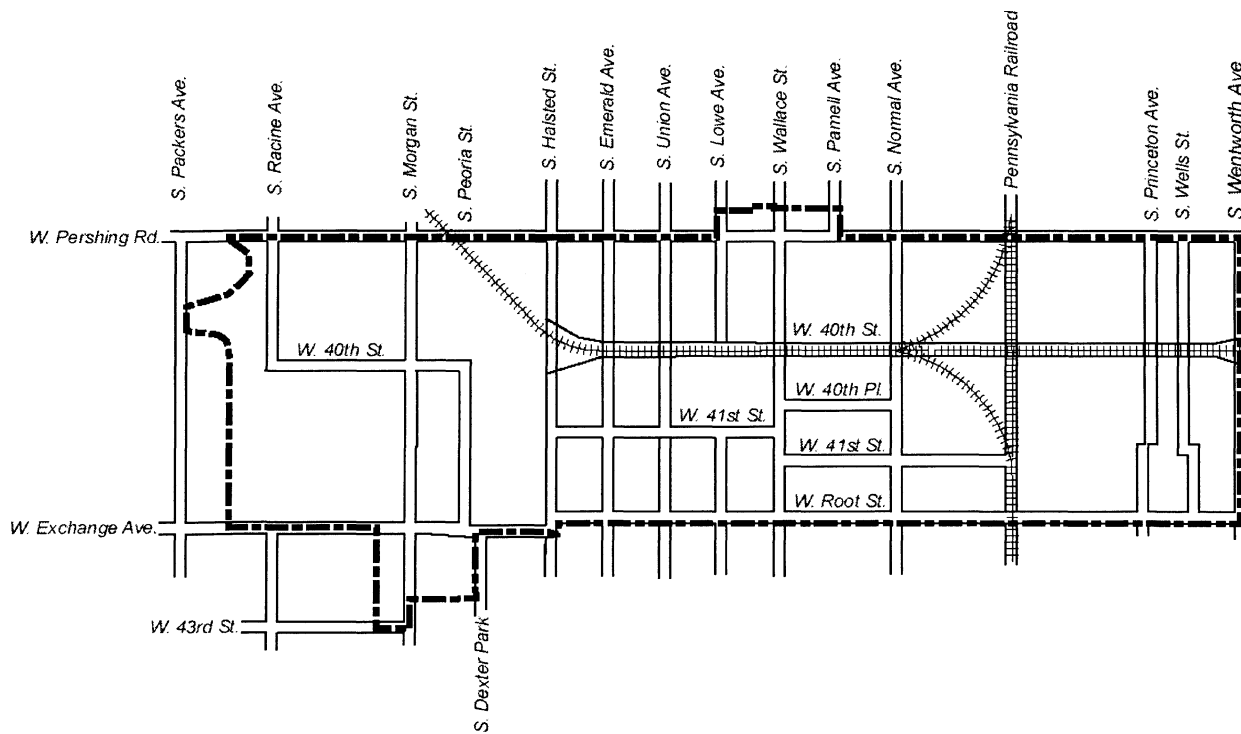 S. Packers Ave.
S. Racine Ave.
S. Morgan St.
S. Peoria St.
S. Halsted St.
S. Emerald Ave.
S. Union Ave.
S. Lowe Ave.
S. Wallace St.
S. Parnell Ave.
S. Normal Ave.
Pennsylvania Railroad
S. Princeton Ave.
S. Wells St.
S. Wentworth Ave
W. Pershing Rd.
W. 40th St.
W. 40th St.
W. 40th Pl.
W. 41st St.
W. 41st St.
W. Root St.
W. Exchange Ave.
W. 43rd St.
S. Dexter Park